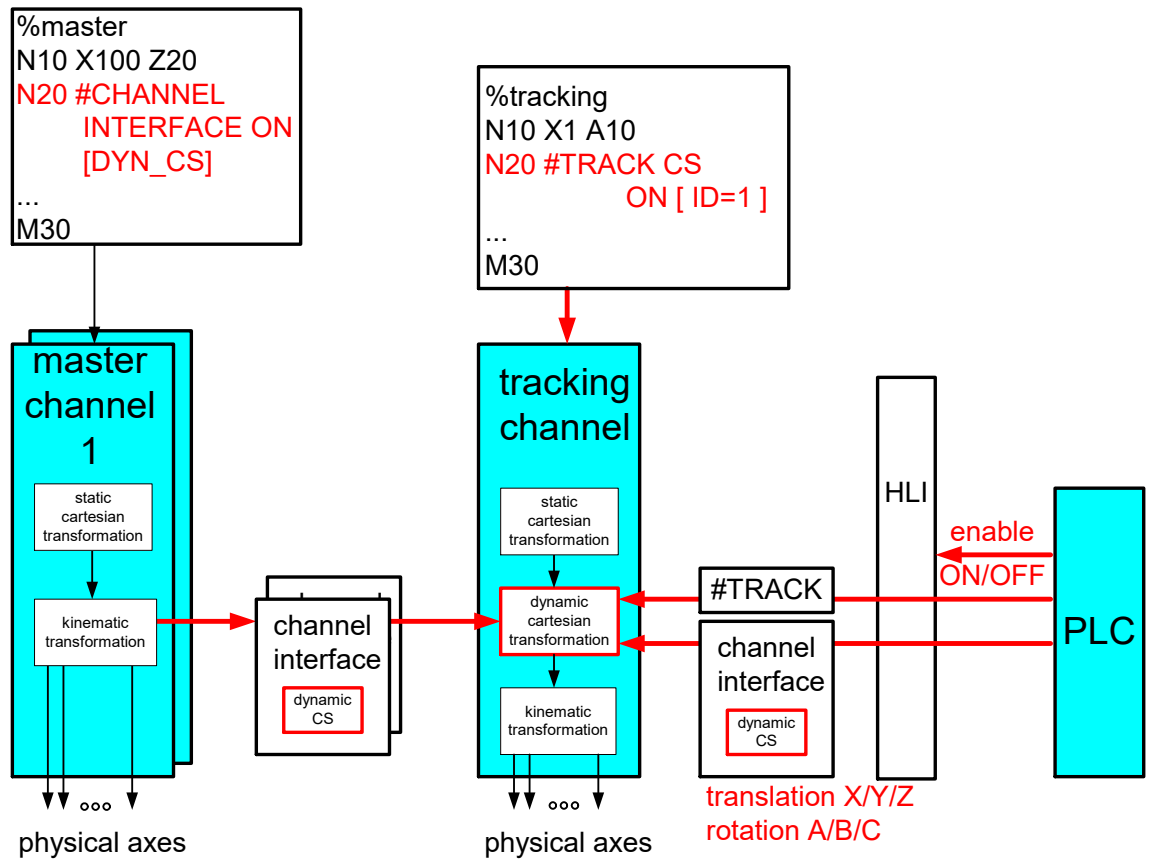 %master
N10 X100 Z20
N20 #CHANNEL
INTERFACE ON
[DYN_CS]
...
M30
%tracking
N10 X1 A10
N20 #TRACK CS
ON [ ID=1 ]
...
M30
master
channel
1
static
cartesian
transformation
kinematic
transformation
physical axes
channel
interface
dynamic
CS
tracking
channel
static
cartesian
transformation
dynamic
cartesian
transformation
kinematic
transformation
physical axes
#TRACK
channel
interface
dynamic
CS
translation X/Y/Z
rotation A/B/C
HLI
enable
ON/OFF
PLC